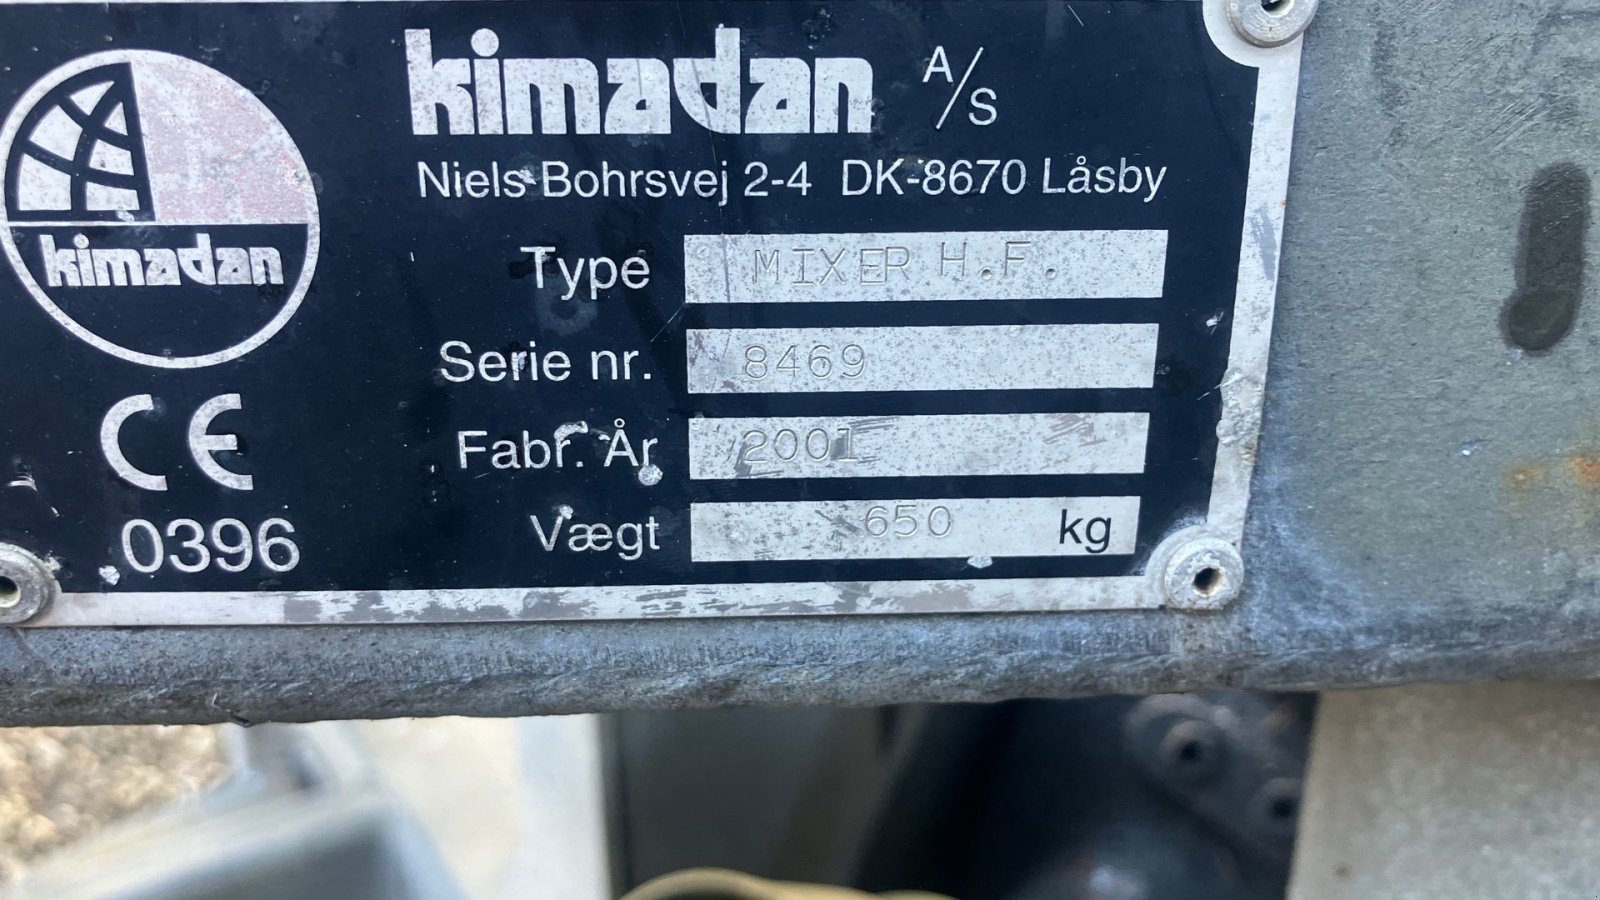 kimadan A/S
Niels-Bohrsvej 2-4 DK-8670 Låsby
kimadan
Type MIXER H.F.
Serie nr. 8469
Fabr. År 2001
Vægt 650 kg
CE
0396